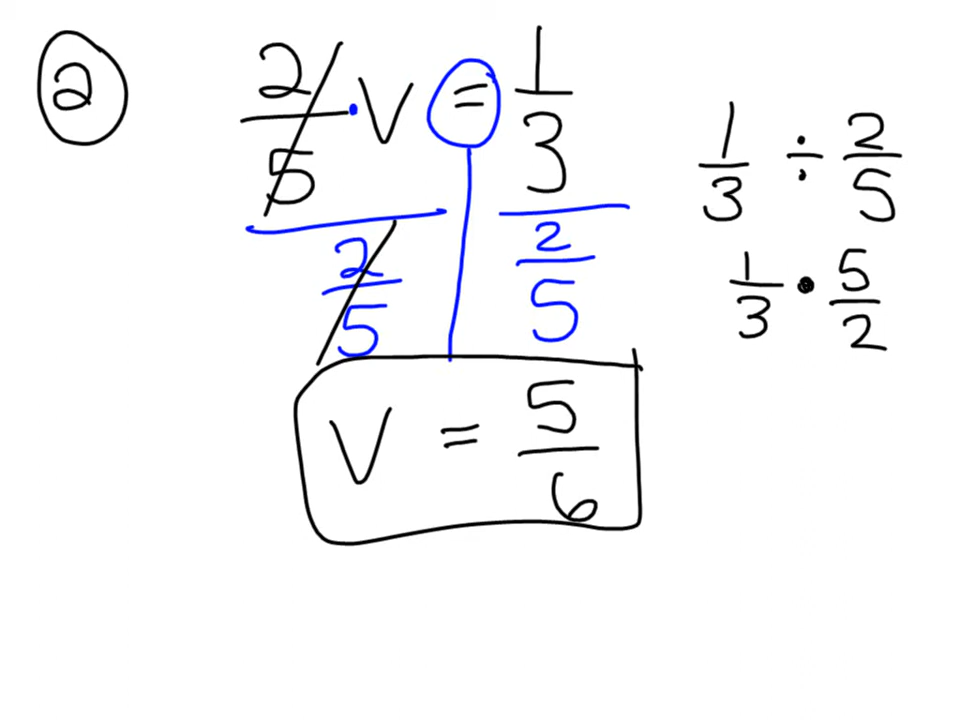 2
2/5 · V = 1/3
2/5 2/5
V = 5/6
1/3 ÷ 2/5
1/3 • 5/2